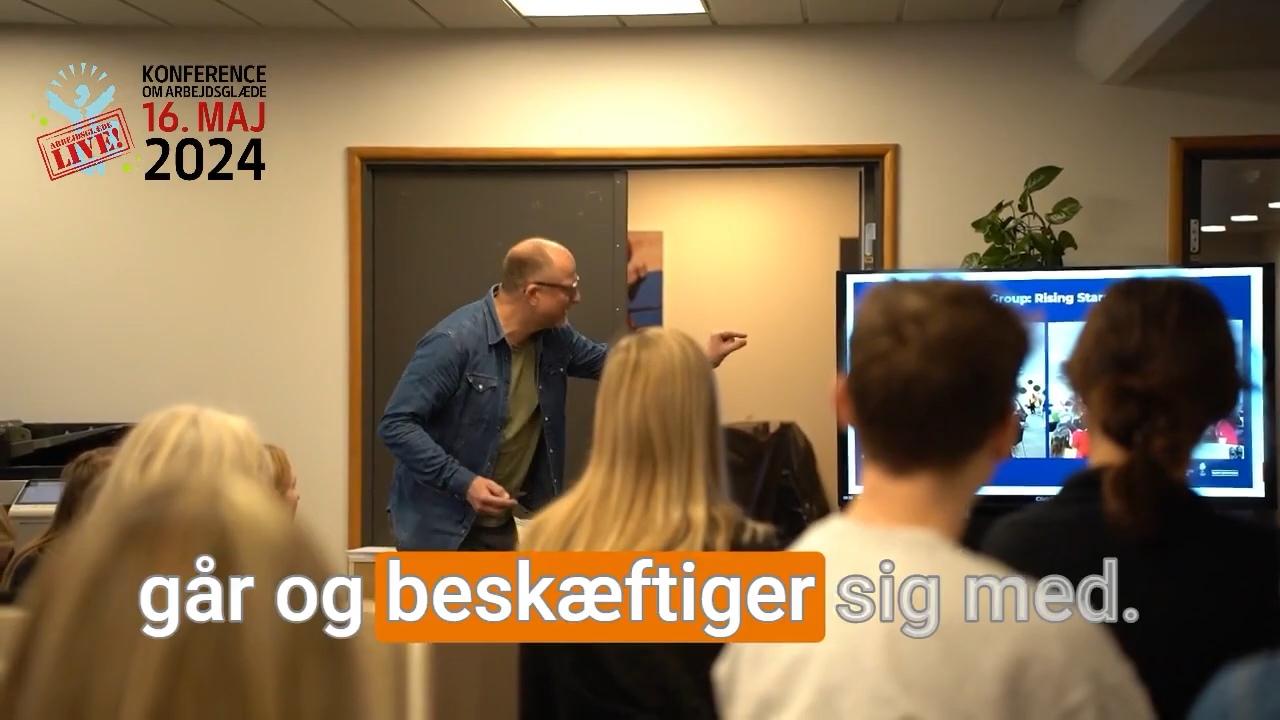 KONFERENCE
OM ARBEJDSGLÆDE
16. MAJ
2024
ARBEJDSGLÆDE
LIVE!
Group: Rising Star
går og beskæftiger sig med.